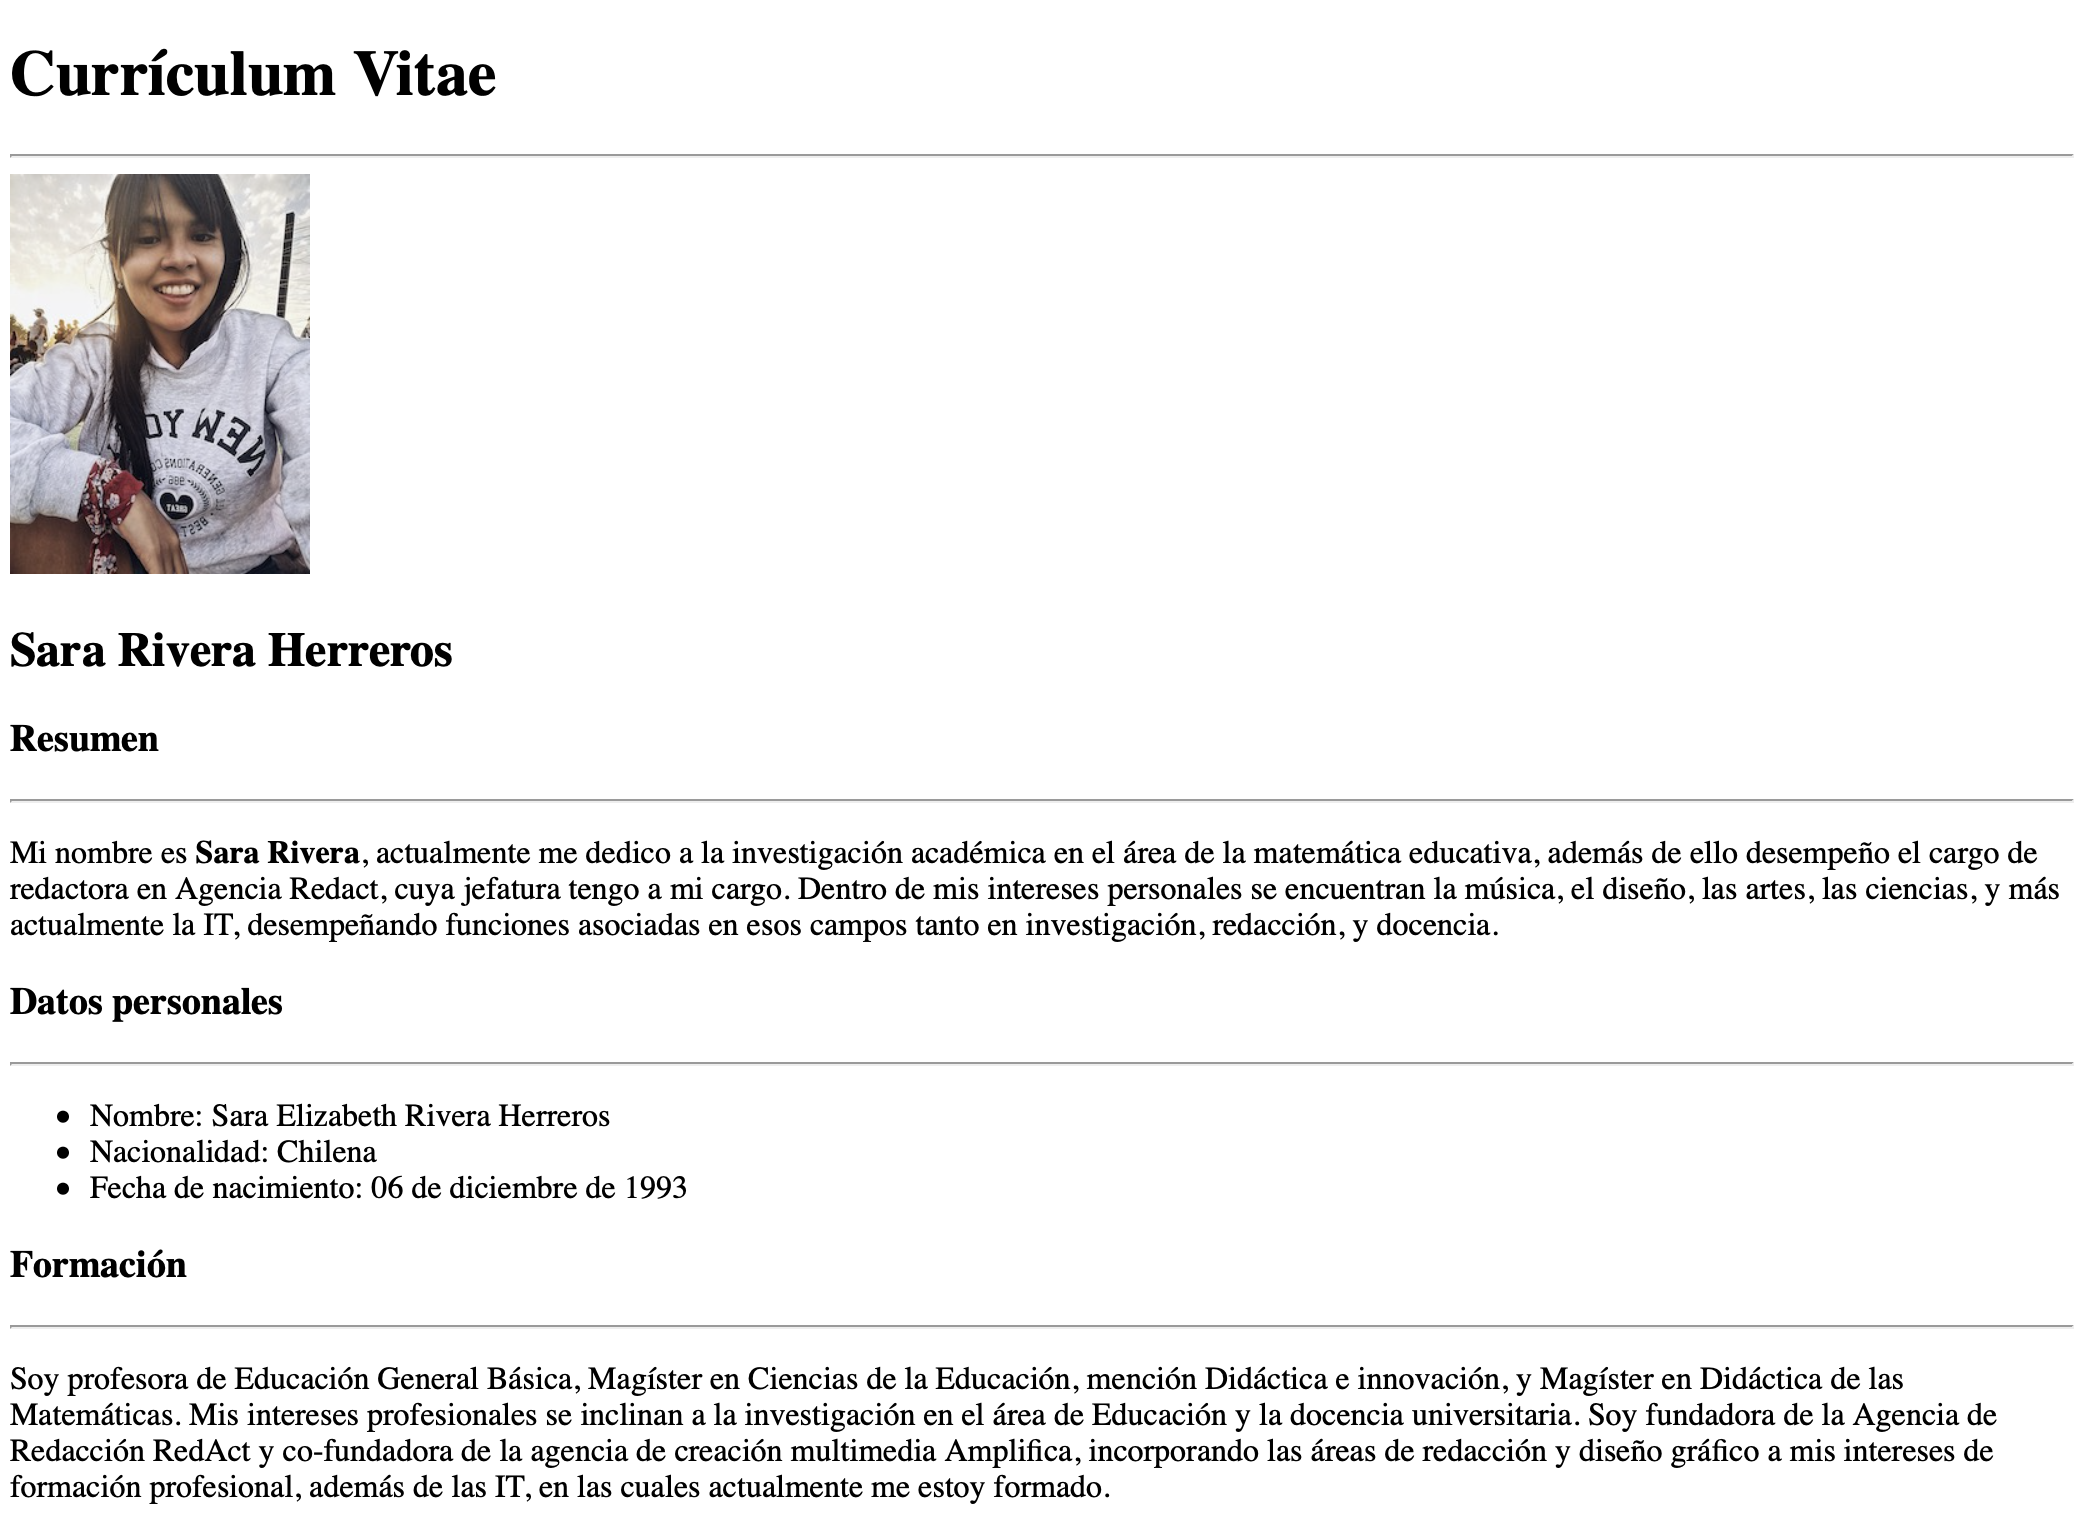 Currículum Vitae
NEW YO
GENERATIONS CO
986
GREAT
BEST
Sara Rivera Herreros
Resumen
Mi nombre es Sara Rivera, actualmente me dedico a la investigación académica en el área de la matemática educativa, además de ello desempeño el cargo de
redactora en Agencia Redact, cuya jefatura tengo a mi cargo. Dentro de mis intereses personales se encuentran la música, el diseño, las artes, las ciencias, y más
actualmente la IT, desempeñando funciones asociadas en esos campos tanto en investigación, redacción, y docencia.
Datos personales
• Nombre: Sara Elizabeth Rivera Herreros
• Nacionalidad: Chilena
• Fecha de nacimiento: 06 de diciembre de 1993
Formación
Soy profesora de Educación General Básica, Magíster en Ciencias de la Educación, mención Didáctica e innovación, y Magíster en Didáctica de las
Matemáticas. Mis intereses profesionales se inclinan a la investigación en el área de Educación y la docencia universitaria. Soy fundadora de la Agencia de
Redacción RedAct y co-fundadora de la agencia de creación multimedia Amplifica, incorporando las áreas de redacción y diseño gráfico a mis intereses de
formación profesional, además de las IT, en las cuales actualmente me estoy formado.